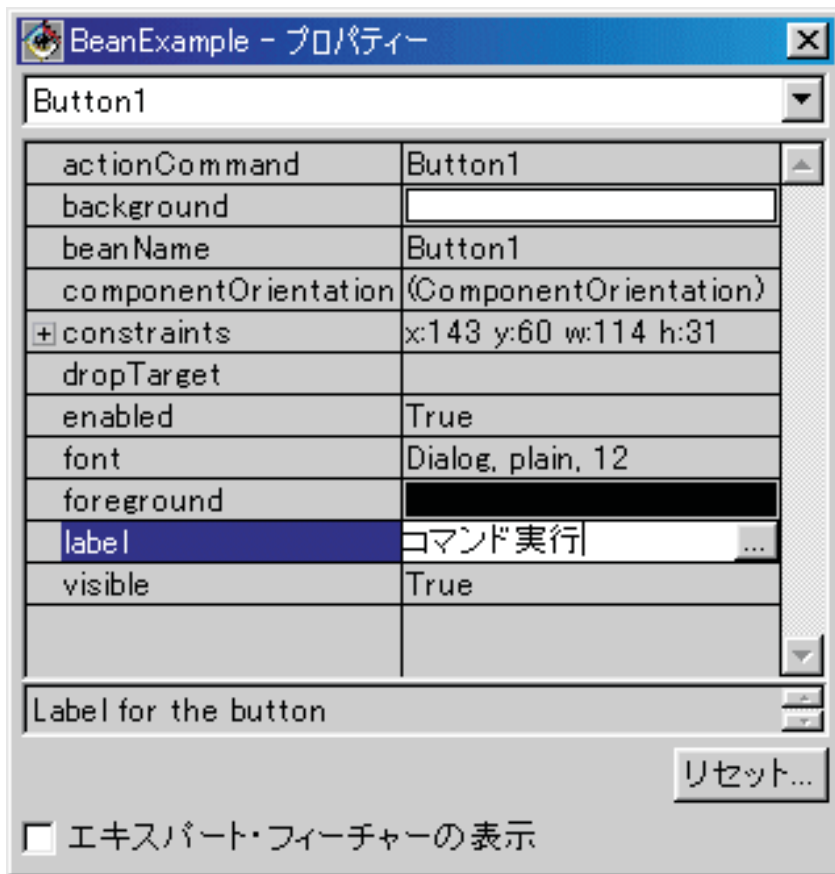 BeanExample - プロパティー
Button1
actionCommand Button1
background
beanName Button1
componentOrientation (ComponentOrientation)
constraints x:143 y:60 w:114 h:31
dropTarget
enabled True
font Dialog, plain, 12
foreground
label コマンド実行 ...
visible True
Label for the button
リセット...
エキスパート・フィーチャーの表示